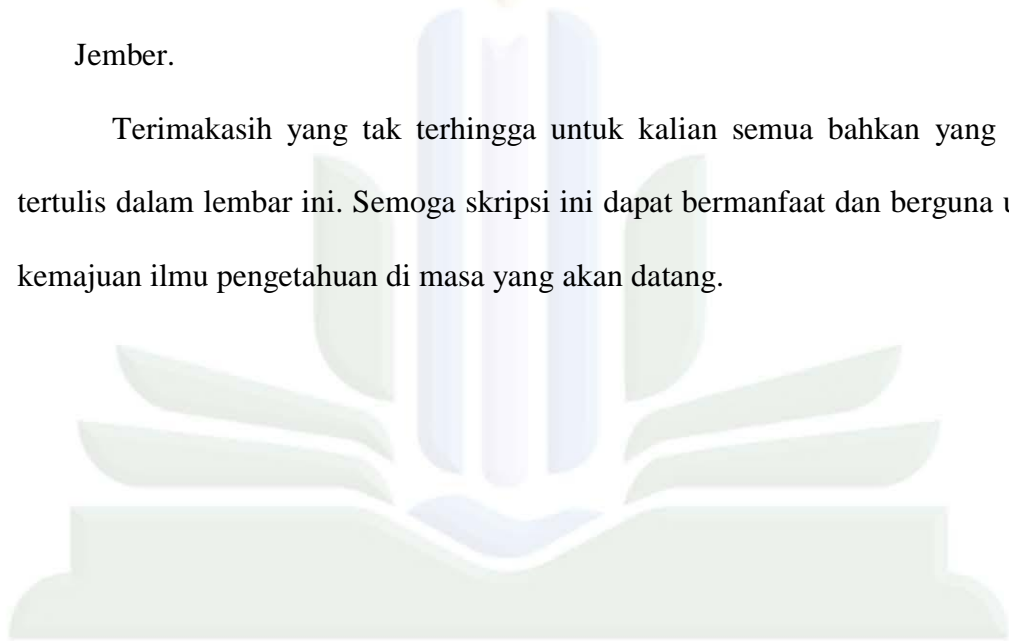 Jember.
Terimakasih yang tak terhingga untuk kalian semua bahkan yang
tertulis dalam lembar ini. Semoga skripsi ini dapat bermanfaat dan berguna u
kemajuan ilmu pengetahuan di masa yang akan datang.